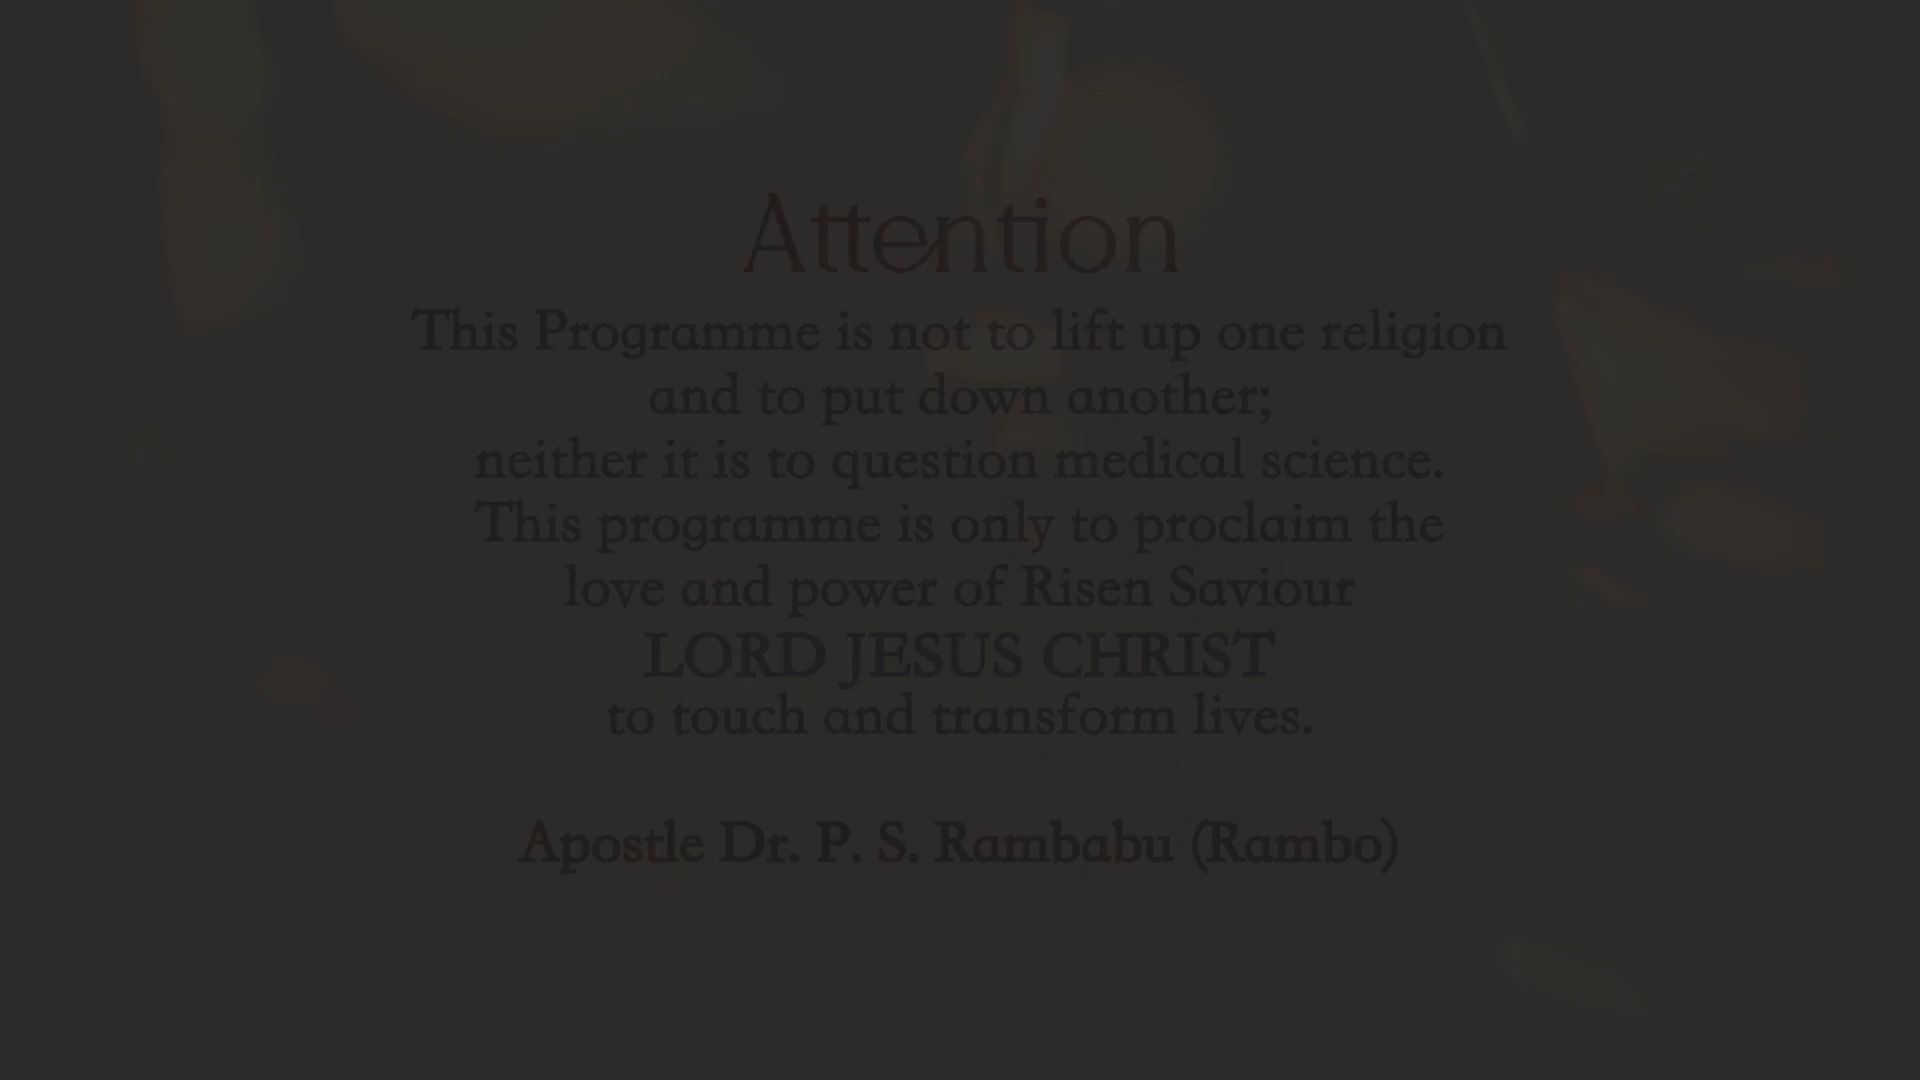 Attention
This Programme is not to lift up one religion
and to put down another;
neither it is to question medical science.
This programme is only to proclaim the
love and power of Risen Saviour
LORD JESUS CHRIST
to touch and transform lives.
NEW CREATION
Apostle Dr. P. S. Rambabu (Rambo)